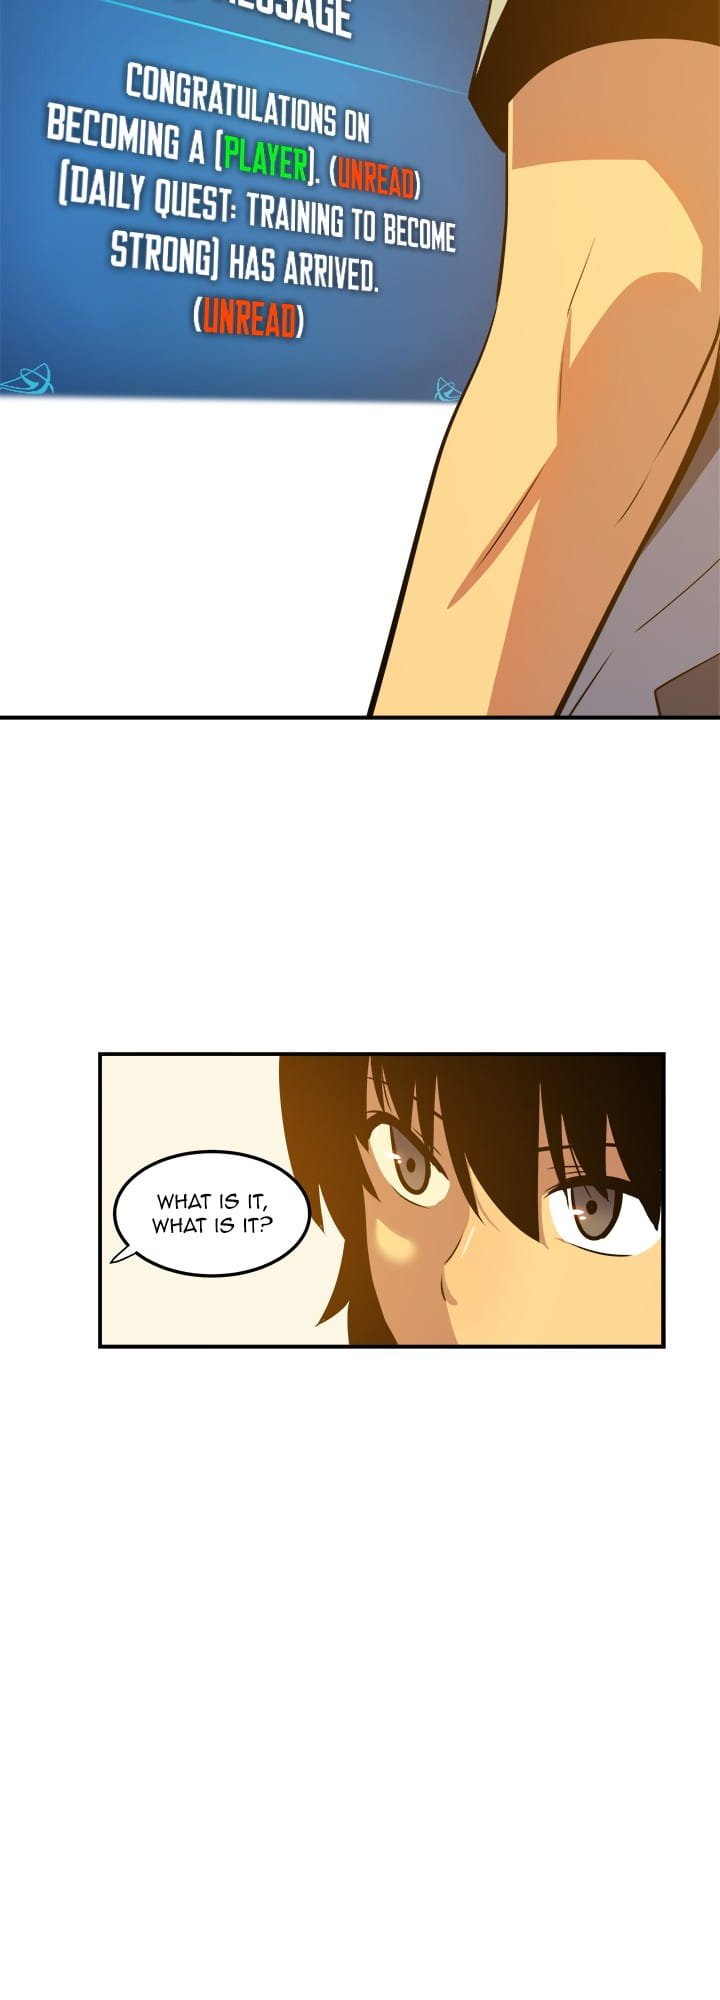 CONGRATULATIONS ON
BECOMING A [PLAYER]. (UNREAD)
[DAILY QUEST: TRAINING TO BECOME
STRONG] HAS ARRIVED.
(UNREAD)
WHAT IS IT,
WHAT IS IT?